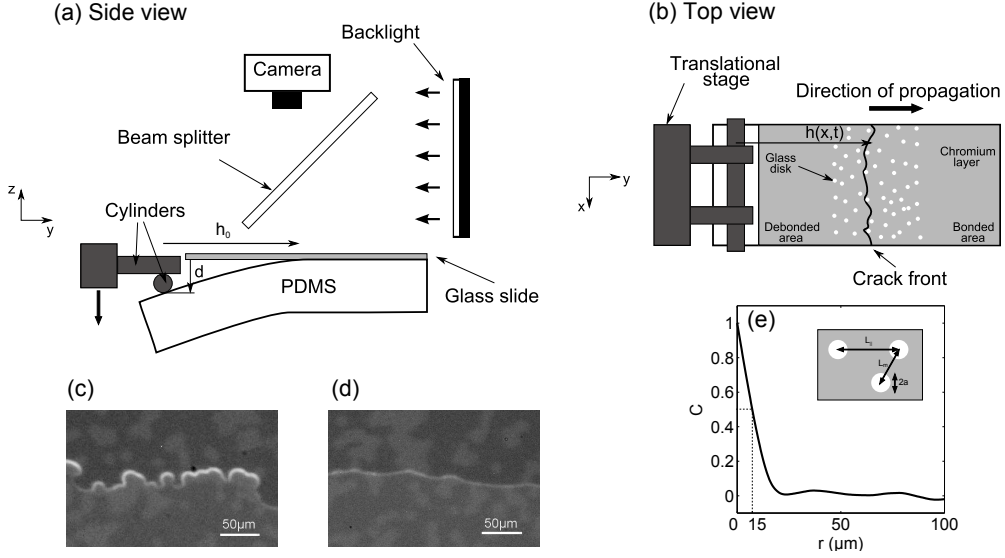 (a) Side view
Backlight
Camera
Beam splitter
z
y
Cylinders
h0
d
PDMS
Glass slide
(b) Top view
Translational
stage
Direction of propagation
h(x,t)
Glass
disk
Chromium
layer
y
x
Debonded
area
Bonded
area
Crack front
(c)
50μm
(d)
50μm
(e)
1
0.8
0.6
0.4
0.2
0
C
2a
0
15
50
100
r (μm)